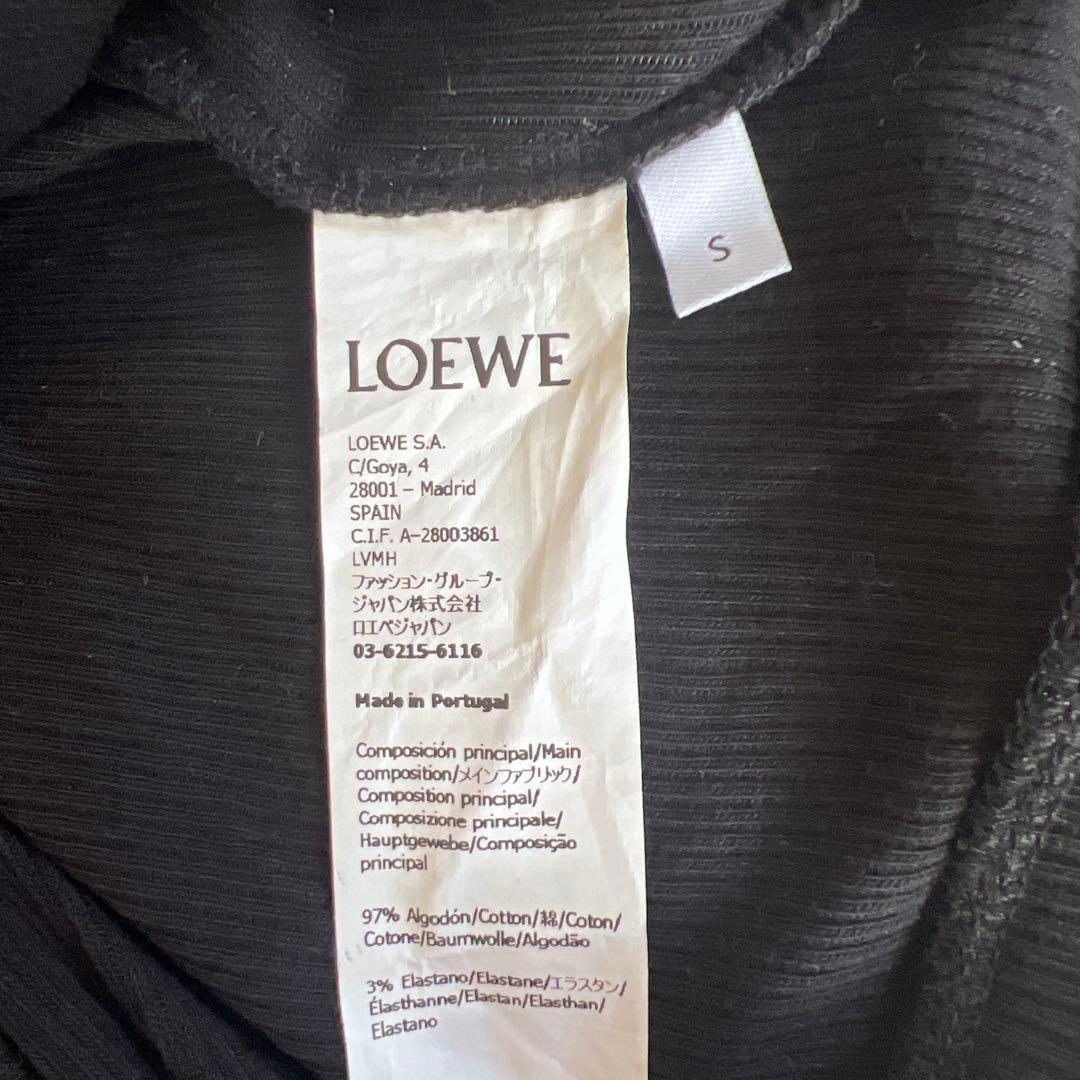 S
LOEWE
LOEWE S.A.
C/Goya, 4
28001 – Madrid
SPAIN
C.I.F. A-28003861
LVMH
ファッション・グループ・
ジャパン株式会社
ロエベジャパン
03-6215-6116
Made in Portugal
Composición principal/Main
composition/メインファブリック/
Composition principal/
Composizione principale/
Hauptgewebe/Composição
principal
97% Algodón/Cotton/綿/Coton/
Cotone/Baumwolle/Algodão
3% Elastano/Elastane/エラスタン/
Élasthanne/Elastan/Elasthan/
Elastano